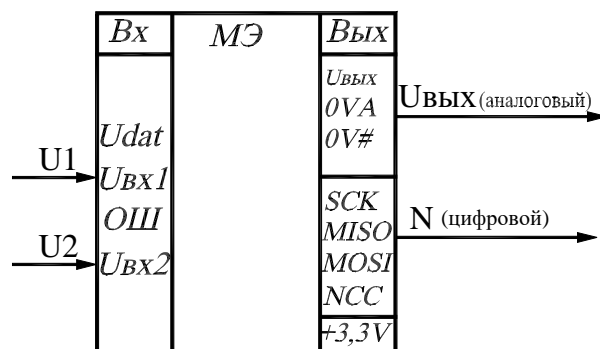 Вх МЭ Вых
Uвых
Uвых (аналоговый)
0VA
0V#
Udat
U1
Uвх1
SCK
ОШ
N (цифровой)
MISO
U2
Uвх2
MOSI
NCC
+3,3V